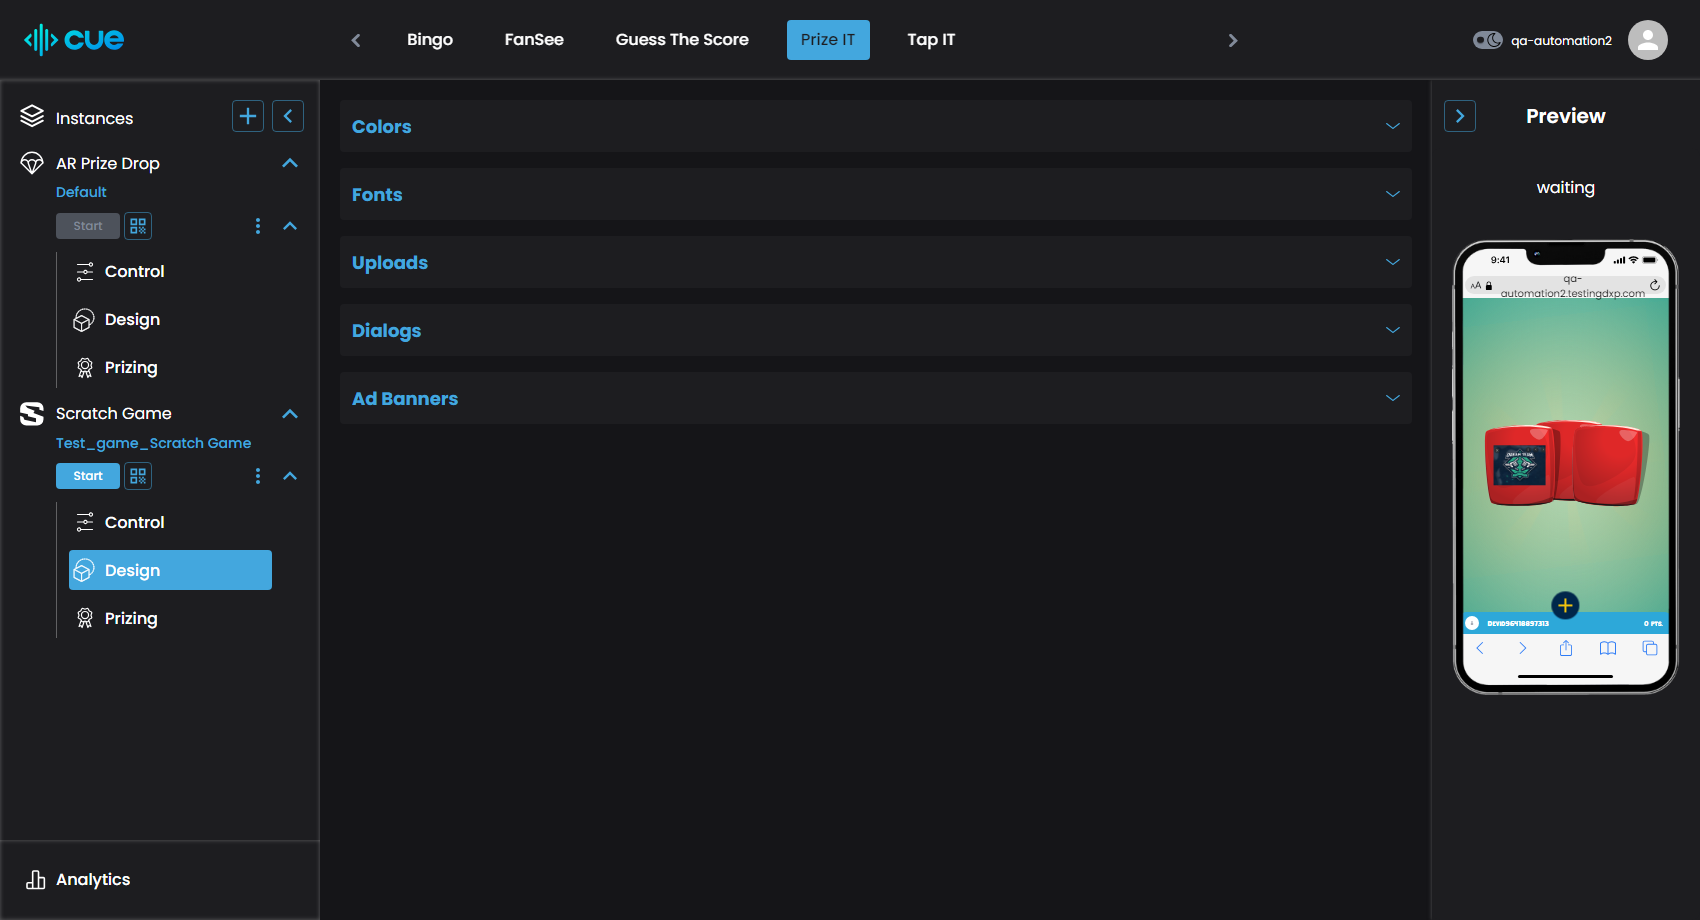 cue
Bingo
FanSee
Guess The Score
Prize IT
Tap IT
qa-automation2
Instances
AR Prize Drop
Default
Start
Control
Design
Prizing
Scratch Game
Test_game_Scratch Game
Start
Control
Design
Prizing
Analytics
Colors
Fonts
Uploads
Dialogs
Ad Banners
Preview
waiting
9:41
AA
qa-
automation2.testingdxp.com
0 PTS.